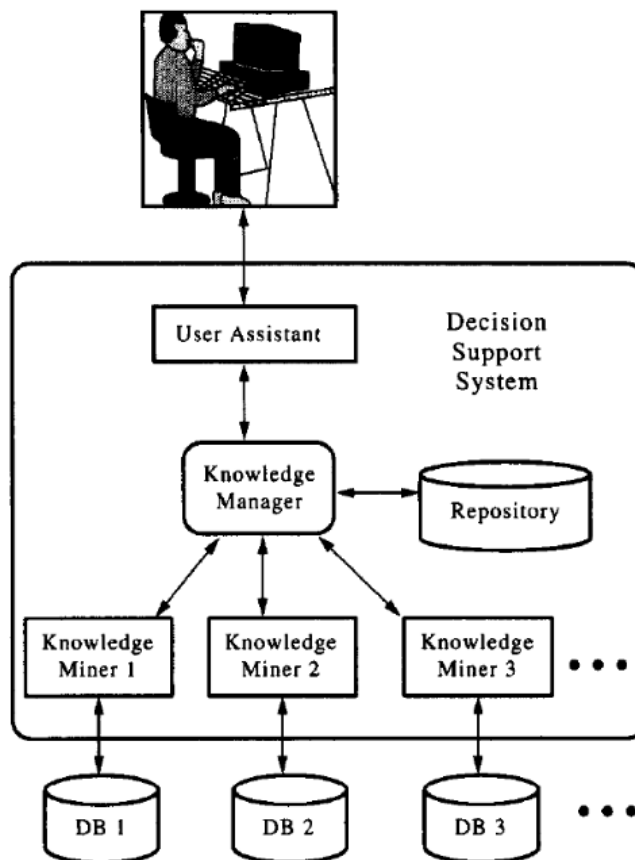 User Assistant
Decision
Support
System
Knowledge
Manager
Repository
Knowledge
Miner 1
Knowledge
Miner 2
Knowledge
Miner 3
DB 1
DB 2
DB 3